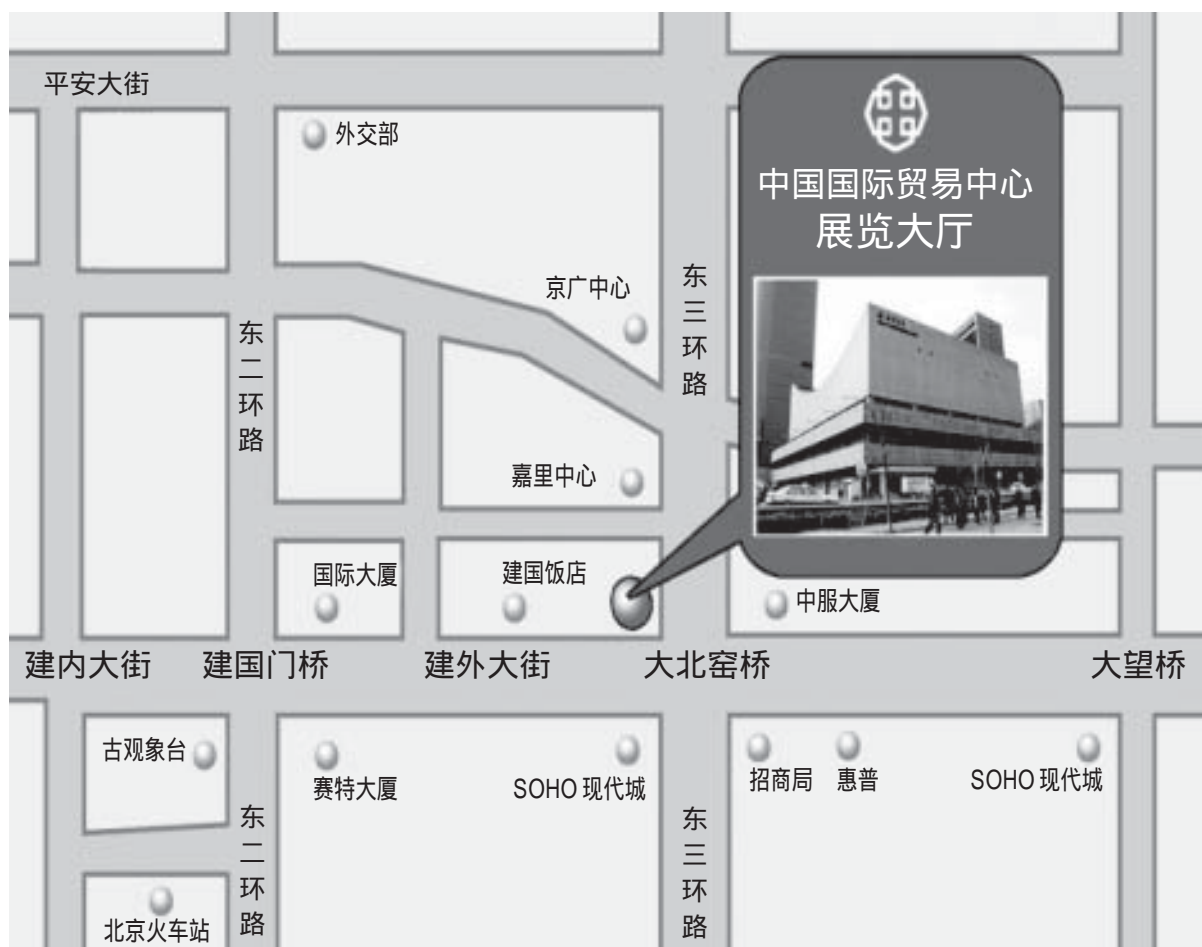 平安大街
外交部
中国国际贸易中心
展览大厅
京广中心
东三环路
东二环路
嘉里中心
国际大厦
建国饭店
中服大厦
建内大街
建国门桥
建外大街
大北窑桥
大望桥
古观象台
赛特大厦
SOHO 现代城
招商局
惠普
SOHO 现代城
东二环路
东三环路
北京火车站